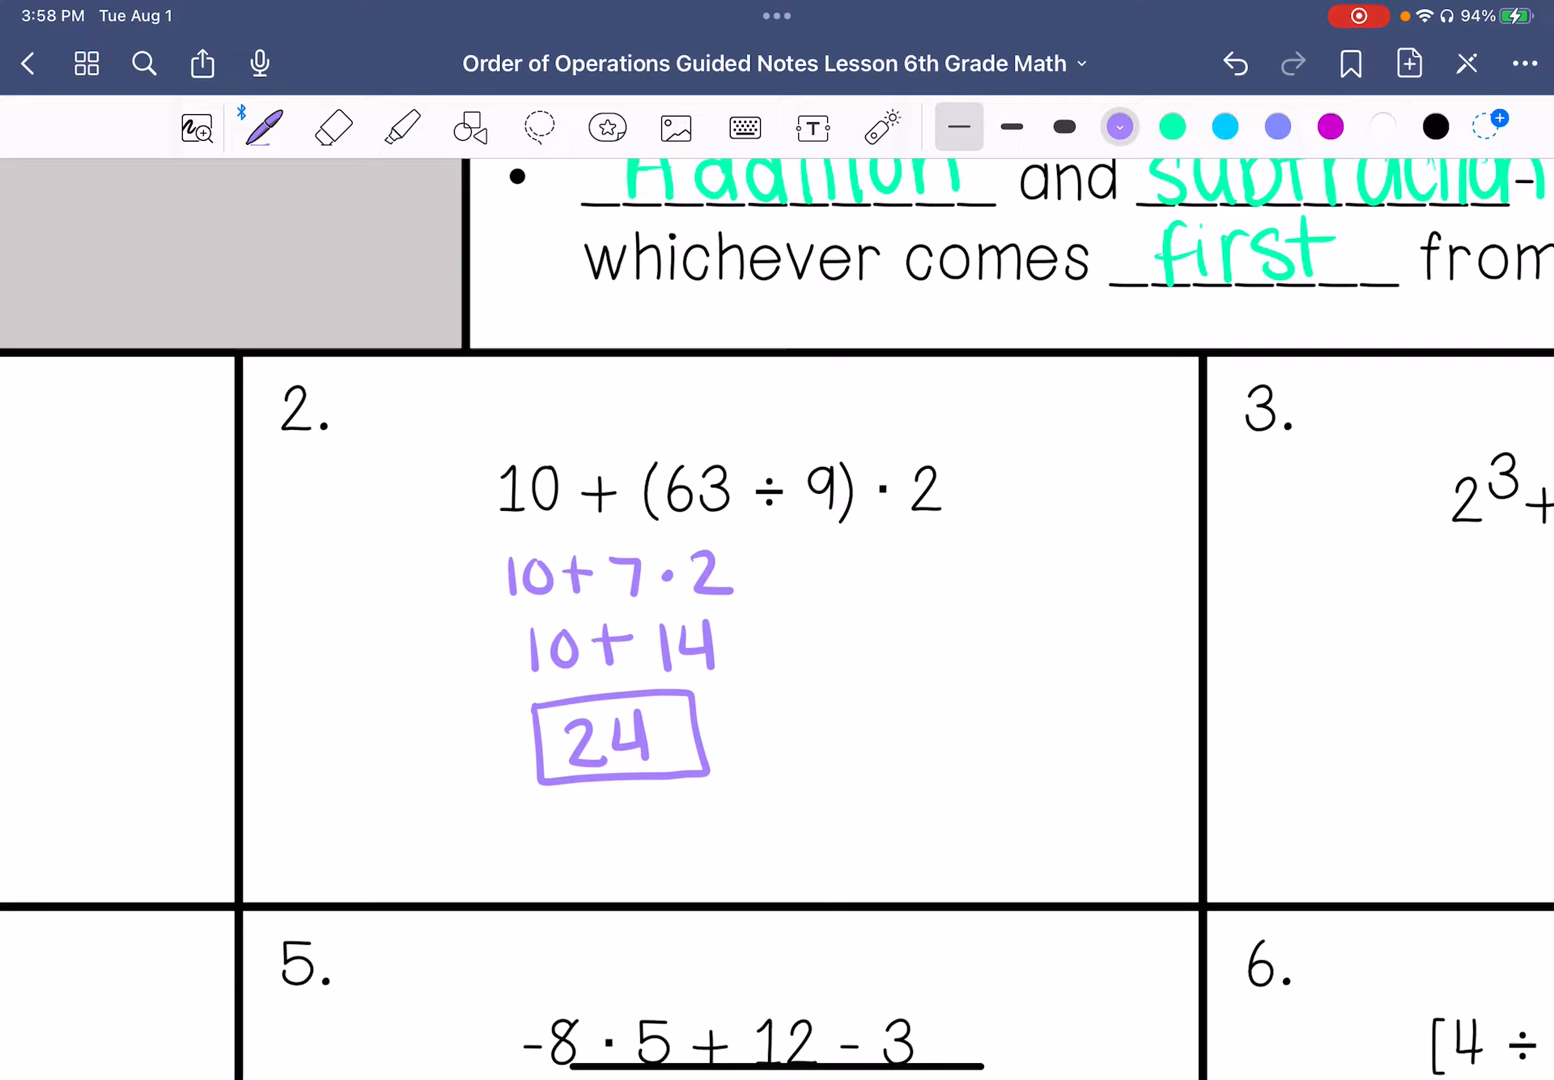 3:58 PM Tue Aug 1 94%
Order of Operations Guided Notes Lesson 6th Grade Math
• Addition and subtraction-
whichever comes first from
2.
10 + (63 ÷ 9) · 2
10 + 7 · 2
10 + 14
24
3.
2³ +
5.
-8 · 5 + 12 - 3
6.
[4 ÷